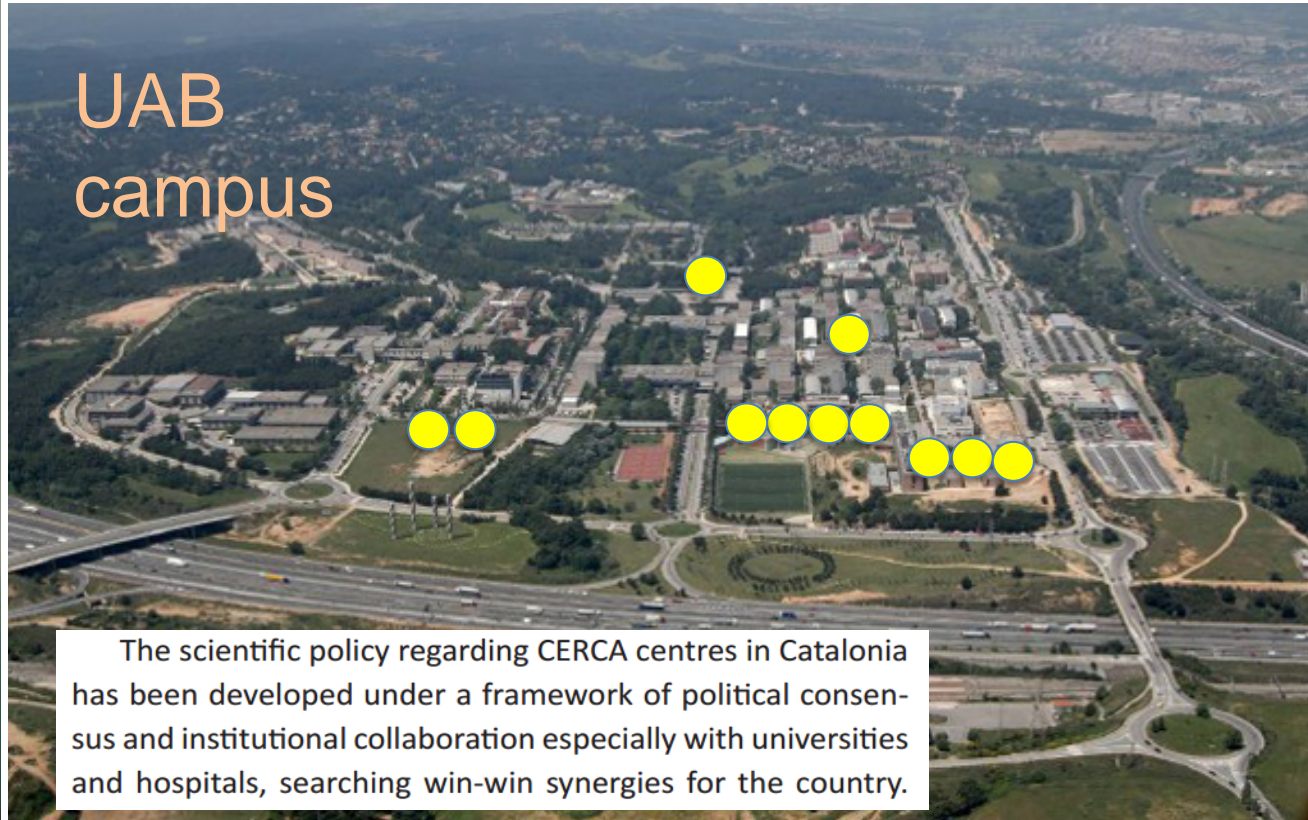 UAB
campus
The scientific policy regarding CERCA centres in Catalonia
has been developed under a framework of political consen-
sus and institutional collaboration especially with universities
and hospitals, searching win-win synergies for the country.